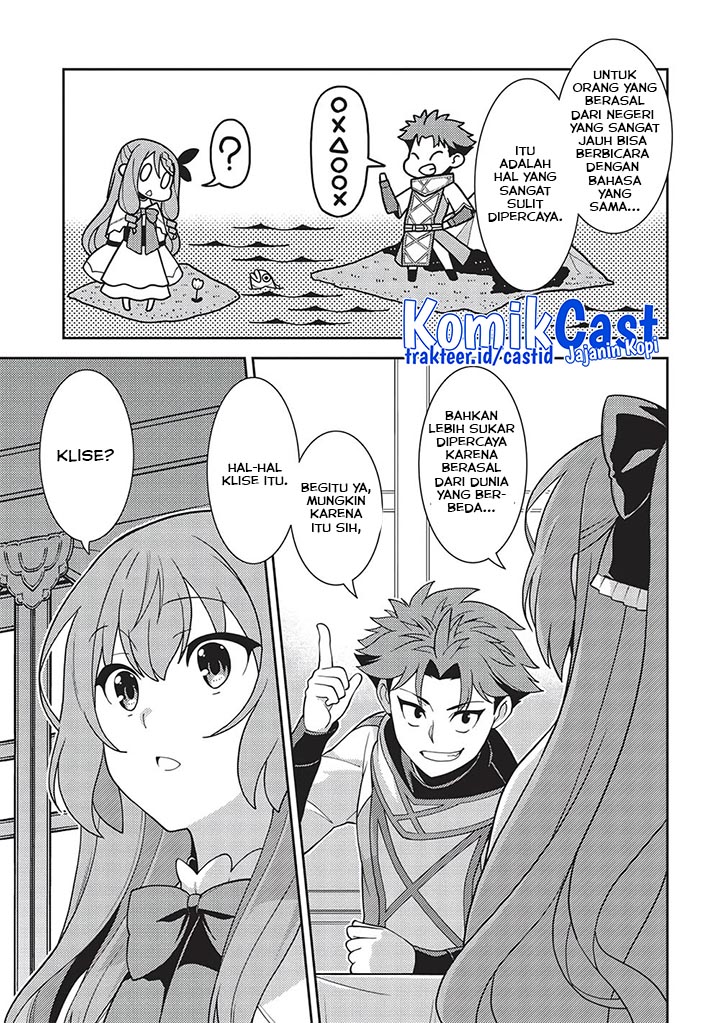 UNTUK
ORANG YANG
BERASAL
DARI NEGERI
YANG SANGAT
JAUH BISA
BERBICARA
DENGAN
BAHASA
YANG
SAMA...
ITU
ADALAH
HAL YANG
SANGAT
SULIT
DIPERCAYA.
O
X
△
O
O
X
?
KomikCast
trakteer.id/castid
Jajanin Kopi
BAHKAN
LEBIH SUKAR
DIPERCAYA
KARENA
BERASAL
DARI DUNIA
YANG BER-
BEDA...
BEGITU YA,
MUNGKIN
KARENA
ITU SIH,
HAL-HAL
KLISE ITU.
KLISE?